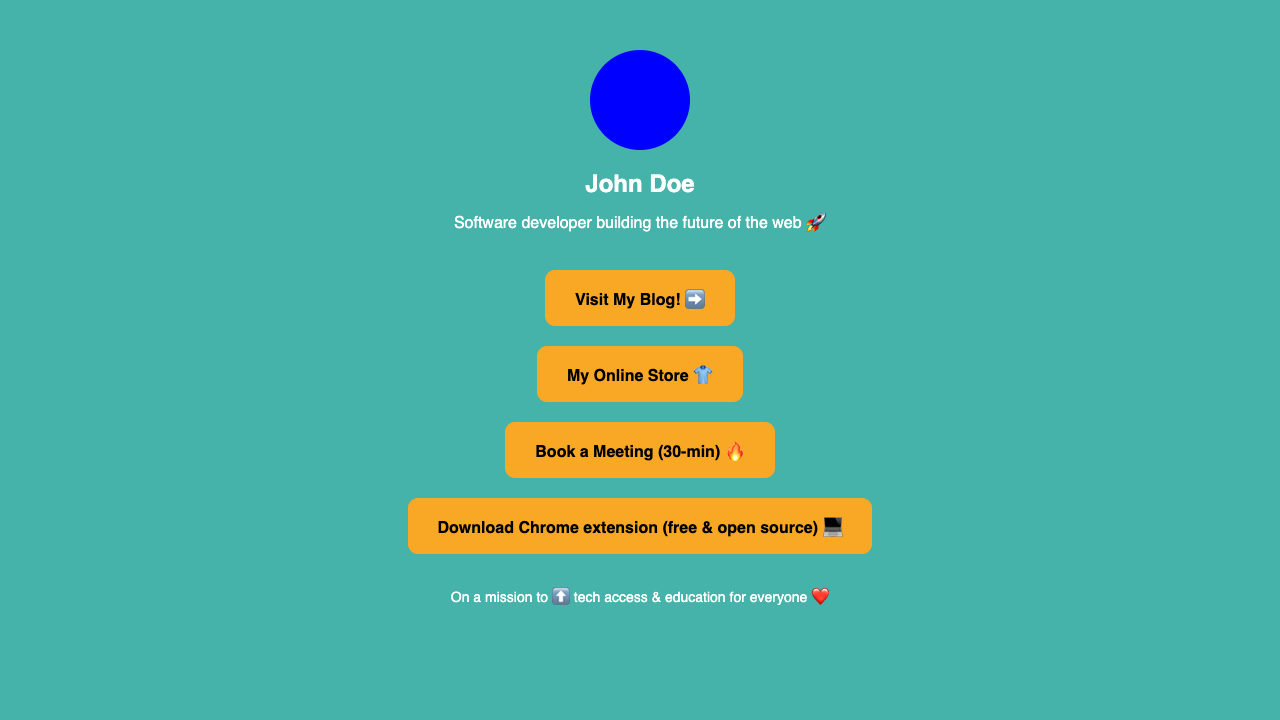 John Doe
Software developer building the future of the web 🚀
Visit My Blog! ➡️
My Online Store 👕
Book a Meeting (30-min) 🔥
Download Chrome extension (free & open source) 💻
On a mission to ⬆️ tech access & education for everyone ❤️